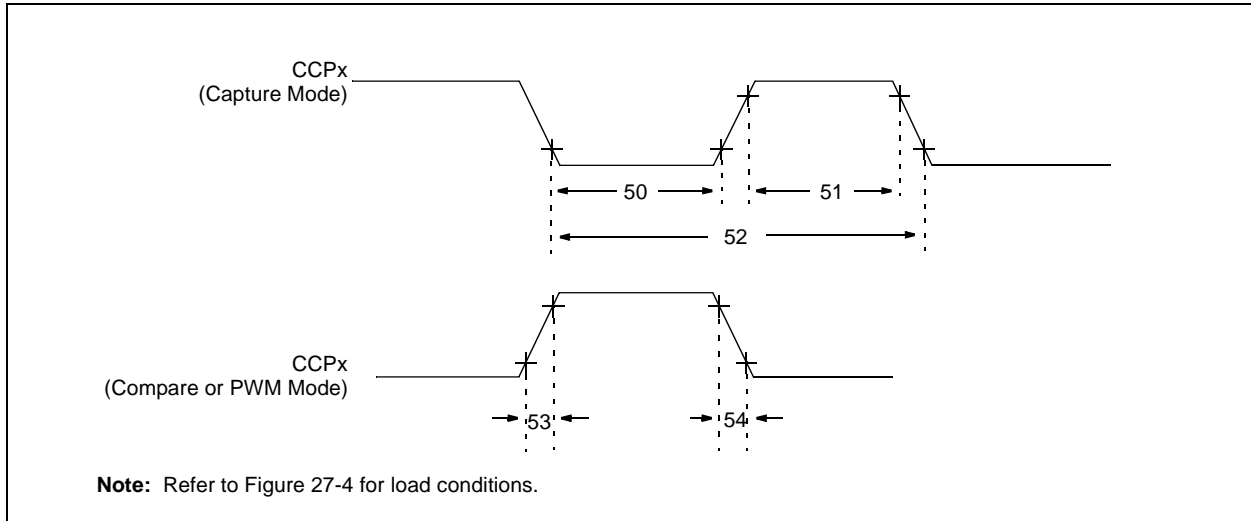 CCPx
(Capture Mode)
50
51
52
CCPx
(Compare or PWM Mode)
53
54
Note: Refer to Figure 27-4 for load conditions.